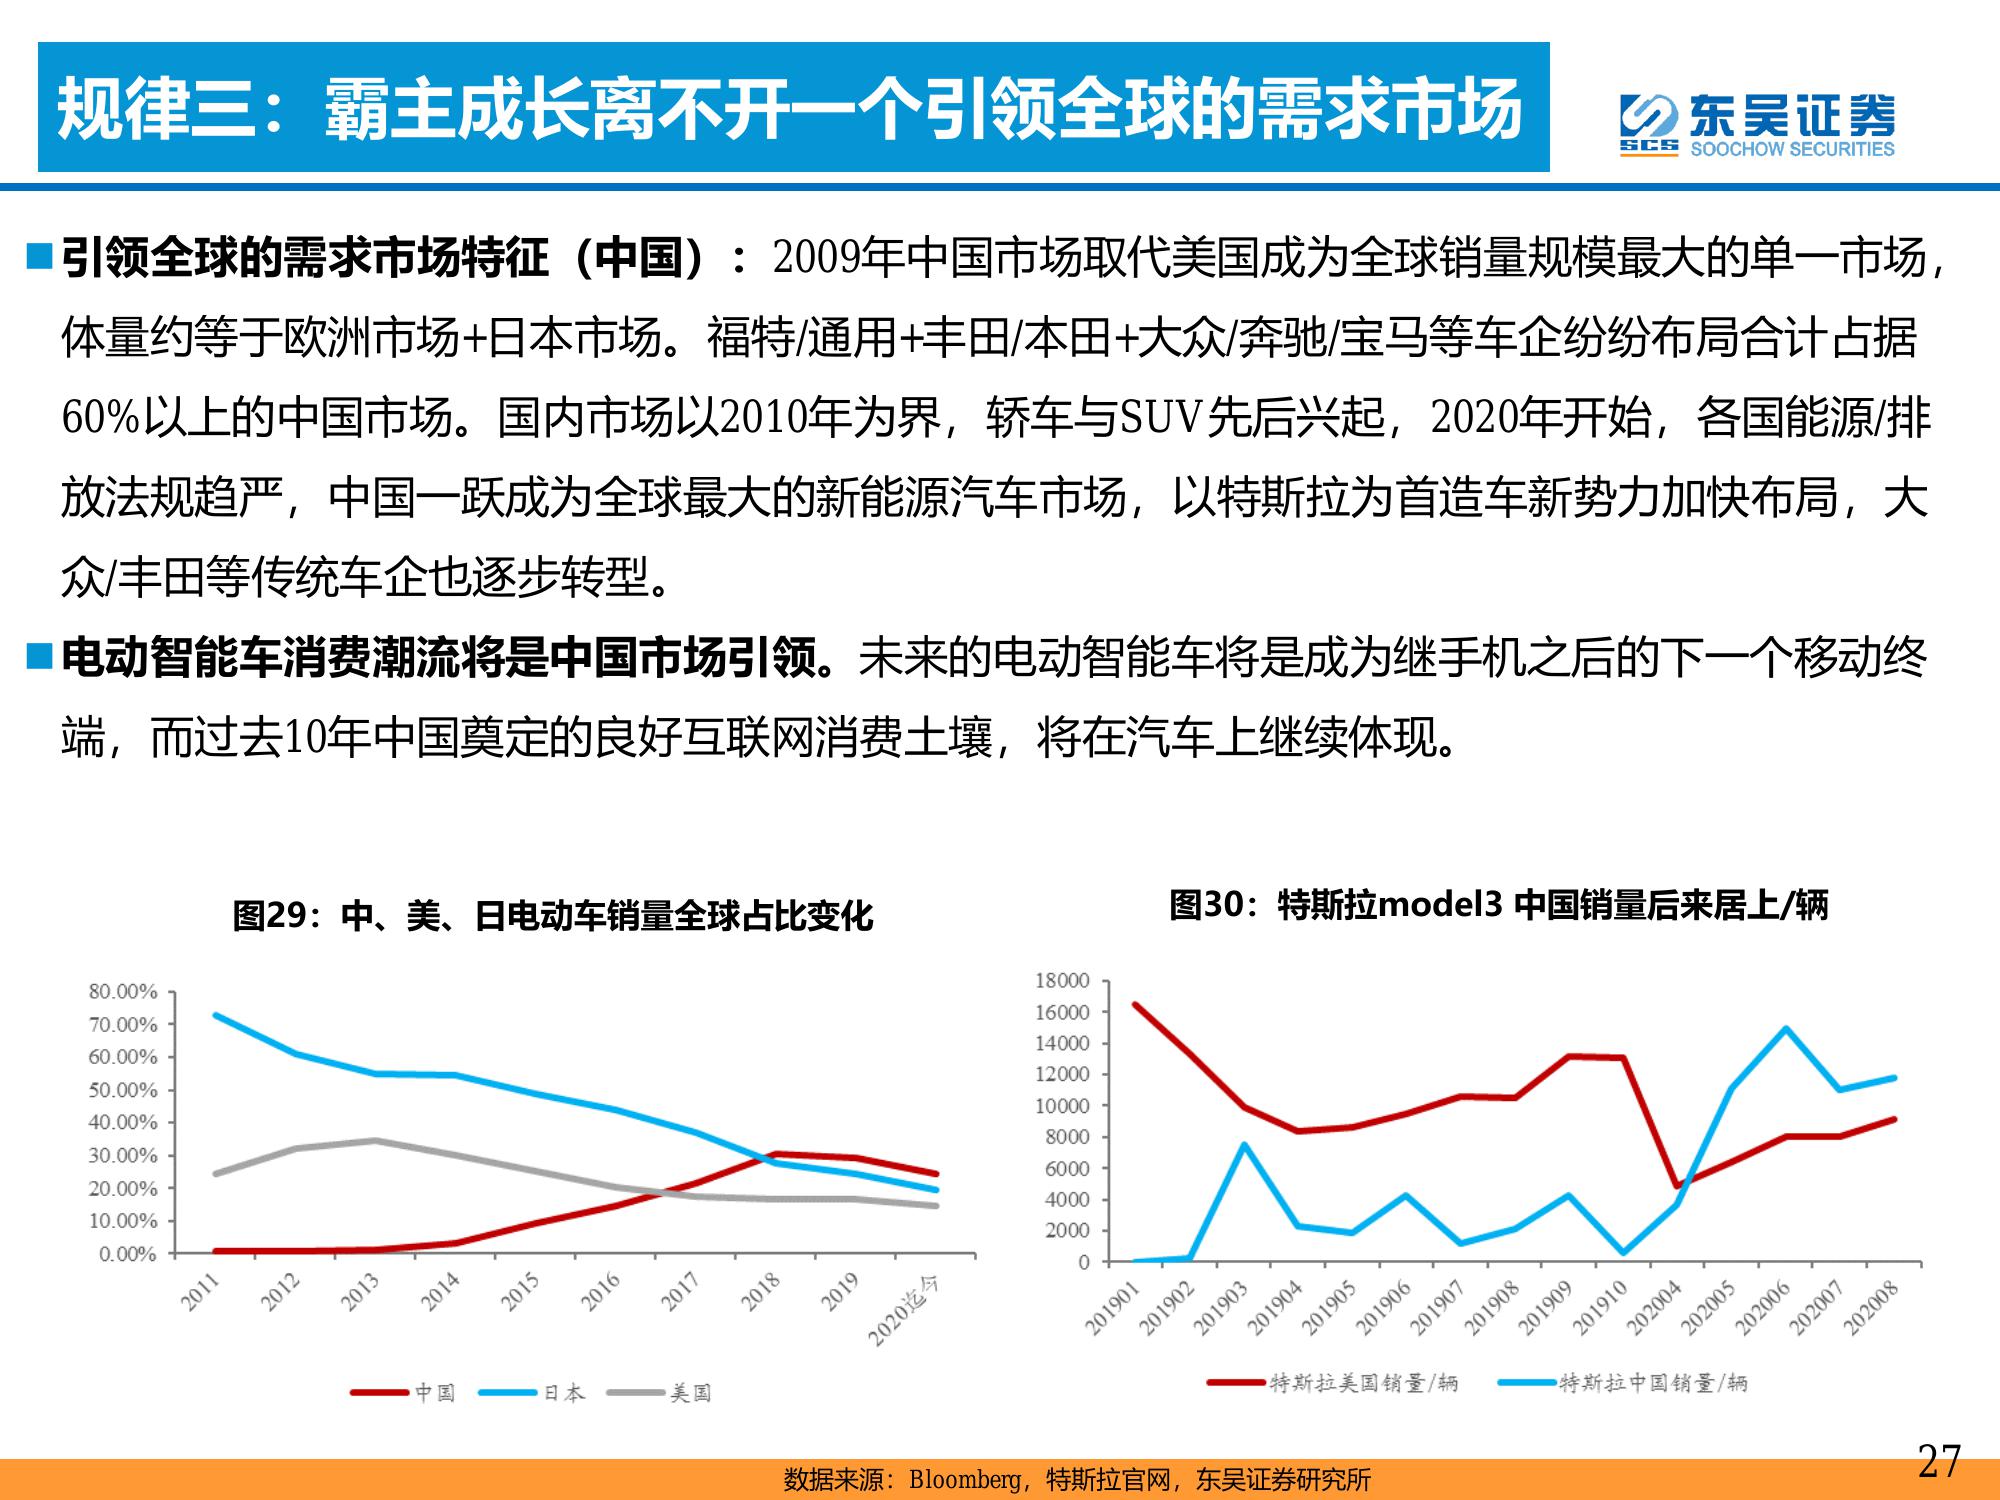 规律三：霸主成长离不开一个引领全球的需求市场
东吴证券
SCS SOOCHOW SECURITIES
引领全球的需求市场特征（中国）：2009年中国市场取代美国成为全球销量规模最大的单一市场，
体量约等于欧洲市场+日本市场。福特/通用+丰田/本田+大众/奔驰/宝马等车企纷纷布局合计占据
60%以上的中国市场。国内市场以2010年为界，轿车与SUV先后兴起，2020年开始，各国能源/排
放法规趋严，中国一跃成为全球最大的新能源汽车市场，以特斯拉为首造车新势力加快布局，大
众/丰田等传统车企也逐步转型。
电动智能车消费潮流将是中国市场引领。未来的电动智能车将是成为继手机之后的下一个移动终
端，而过去10年中国奠定的良好互联网消费土壤，将在汽车上继续体现。
图29：中、美、日电动车销量全球占比变化
80.00%
70.00%
60.00%
50.00%
40.00%
30.00%
20.00%
10.00%
0.00%
2011 2012 2013 2014 2015 2016 2017 2018 2019 2020迄今
中国 日本 美国
图30：特斯拉model3 中国销量后来居上/辆
18000
16000
14000
12000
10000
8000
6000
4000
2000
0
201901 201902 201903 201904 201905 201906 201907 201908 201909 201910 202004 202005 202006 202007 202008
特斯拉美国销量/辆 特斯拉中国销量/辆
27
数据来源：Bloomberg，特斯拉官网，东吴证券研究所